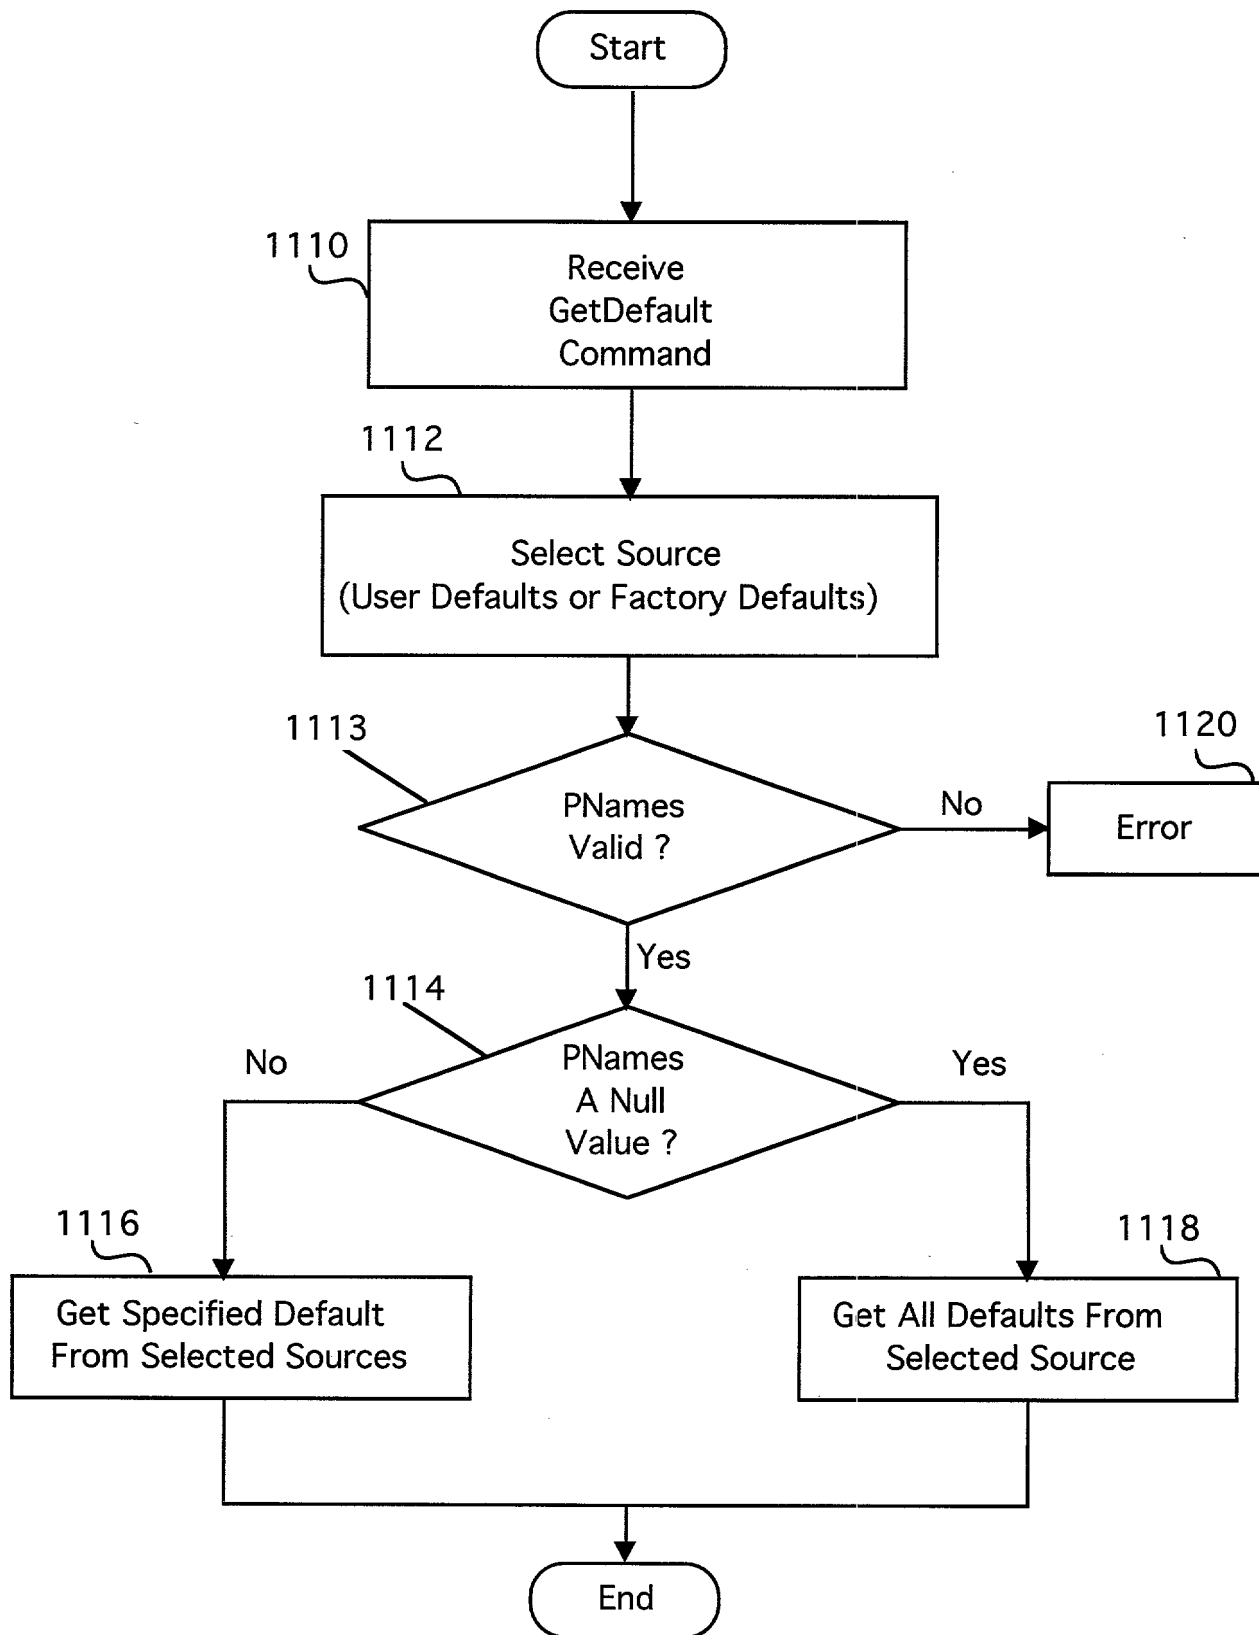 Start
1110
Receive
GetDefault
Command
1112
Select Source
(User Defaults or Factory Defaults)
1113
PNames
Valid ?
No
1120
Error
Yes
1114
PNames
A Null
Value ?
No
Yes
1116
Get Specified Default
From Selected Sources
1118
Get All Defaults From
Selected Source
End